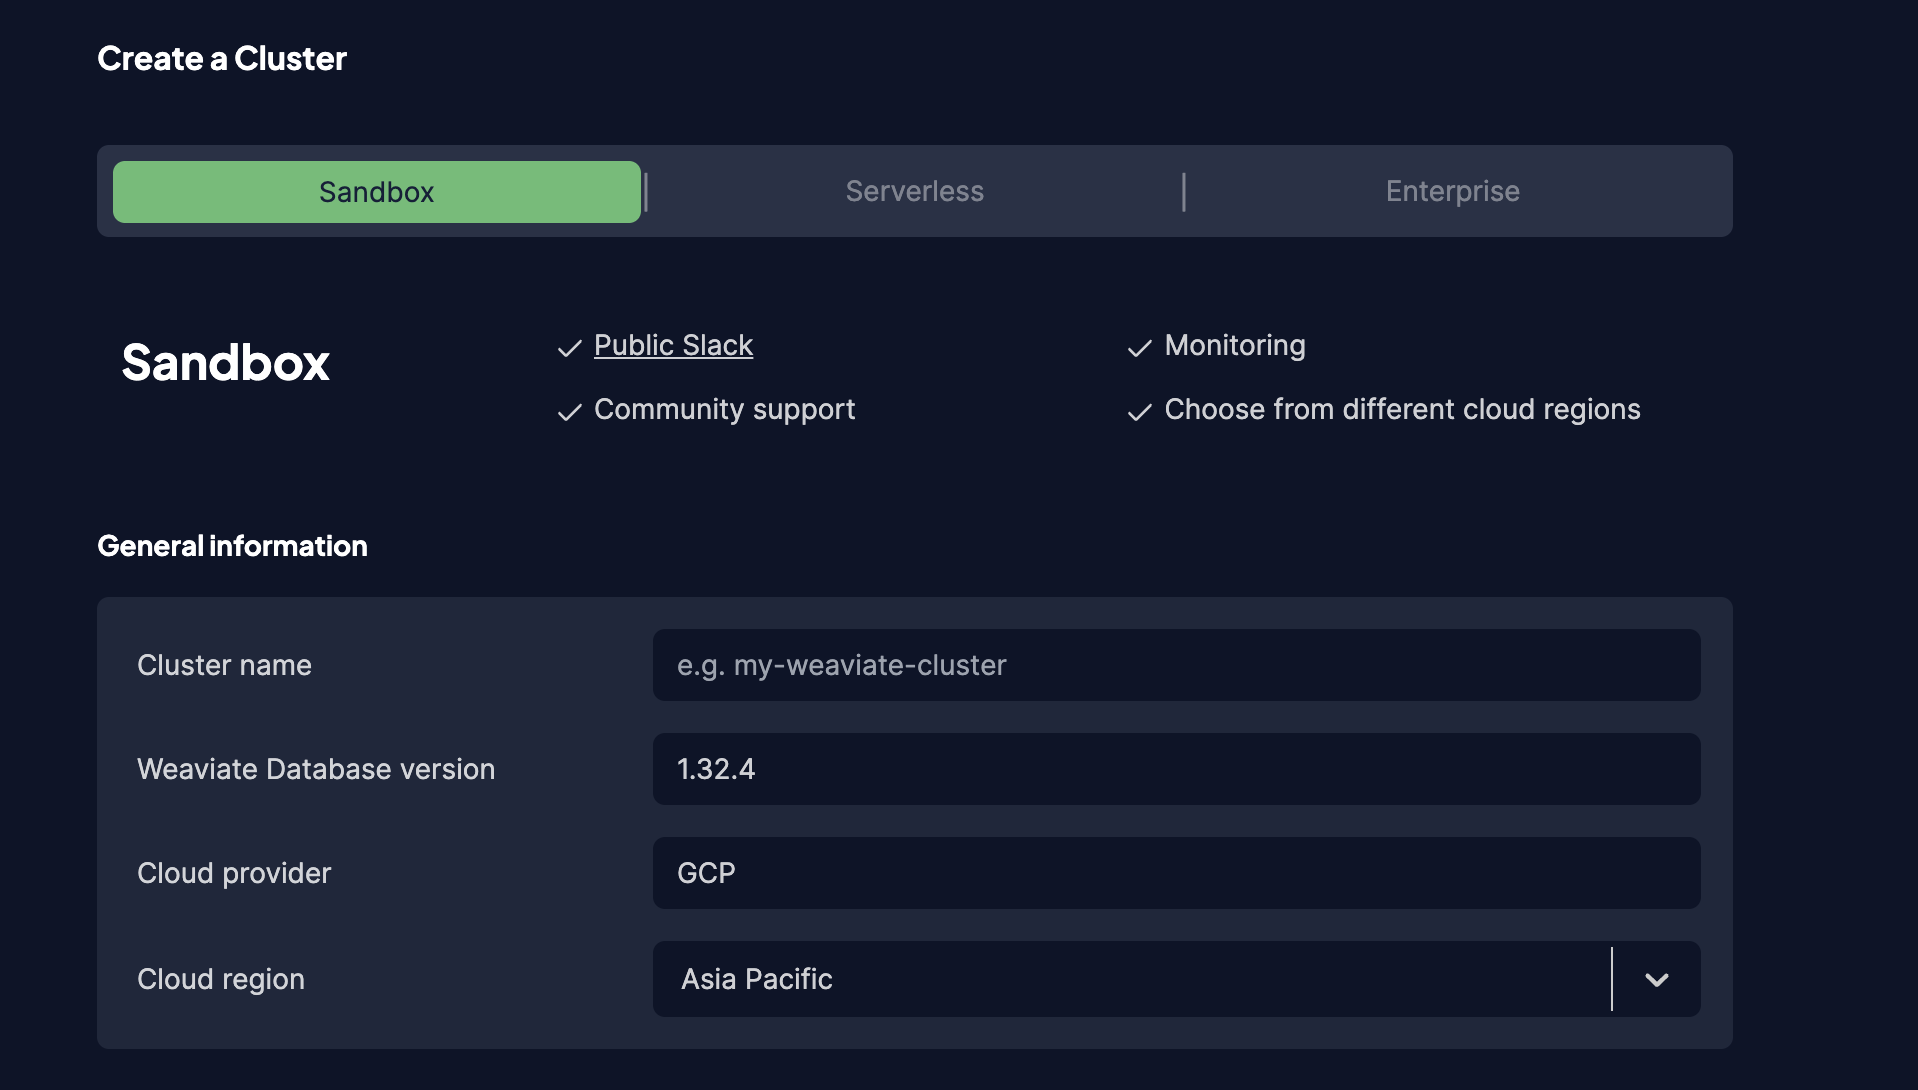 Create a Cluster
Sandbox
Serverless
Enterprise
Sandbox
Public Slack
Monitoring
Community support
Choose from different cloud regions
General information
Cluster name
e.g. my-weaviate-cluster
Weaviate Database version
1.32.4
Cloud provider
GCP
Cloud region
Asia Pacific